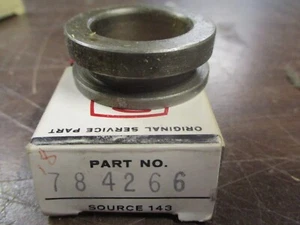 ORIGINAL SERVICE PART
PART NO.
784266
SOURCE 143